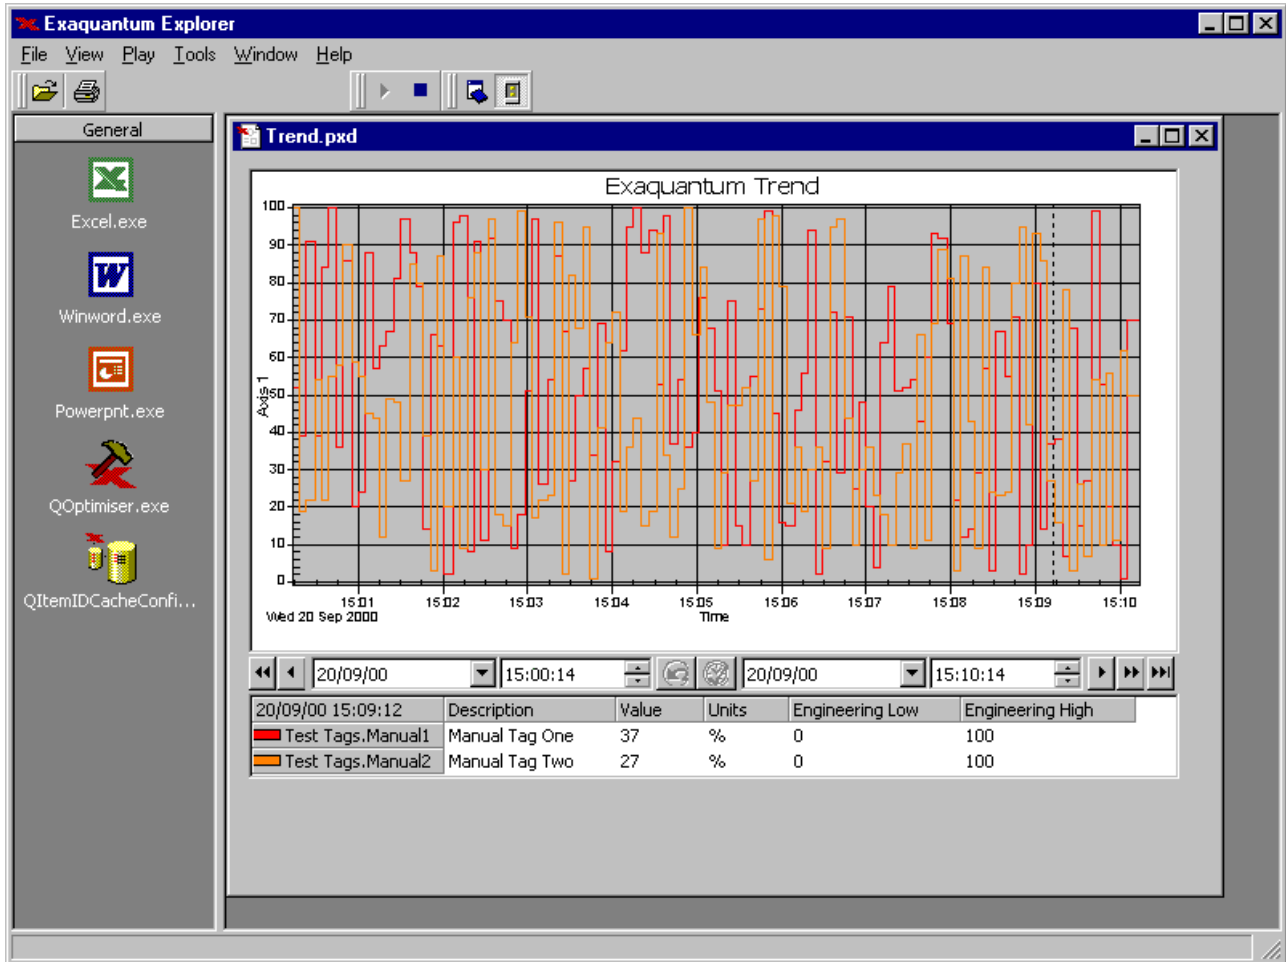 Exaquantum Explorer
File View Play Tools Window Help
General
Excel.exe
Winword.exe
Powerpnt.exe
QOptimiser.exe
QItemIDCacheConfi...
Trend.pxd
Exaquantum Trend
100
90
80
70
60
50
40
30
20
10
0
Axis 1
15:01 15:02 15:03 15:04 15:05 15:06 15:07 15:08 15:09 15:10
Wed 20 Sep 2000
Time
20/09/00 15:00:14 20/09/00 15:10:14
20/09/00 15:09:12 Description Value Units Engineering Low Engineering High
Test Tags.Manual1 Manual Tag One 37 % 0 100
Test Tags.Manual2 Manual Tag Two 27 % 0 100